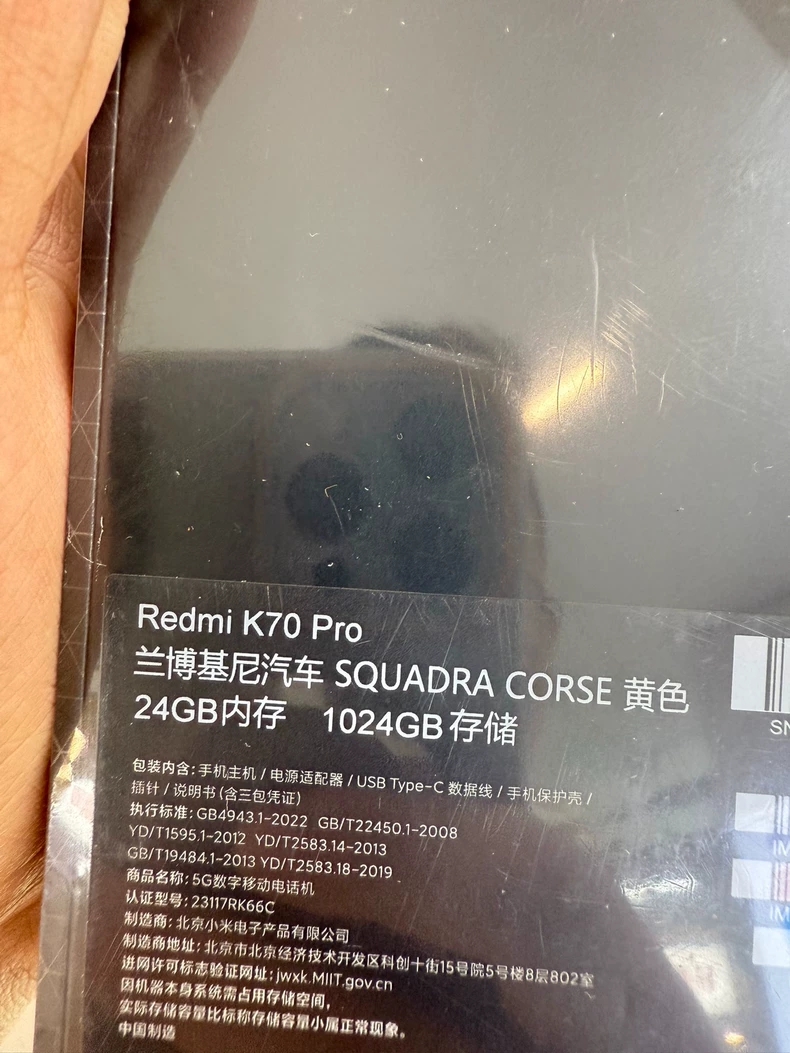 Redmi K70 Pro
兰博基尼汽车 SQUADRA CORSE 黄色
24GB内存 1024GB存储
SN
包装内含: 手机主机 / 电源适配器 / USB Type-C 数据线 / 手机保护壳 /
插针 / 说明书 (含三包凭证)
执行标准: GB4943.1-2022 GB/T22450.1-2008
YD/T1595.1-2012 YD/T2583.14-2013
GB/T19484.1-2013 YD/T2583.18-2019
商品名称: 5G数字移动电话机
认证型号: 23117RK66C
制造商: 北京小米电子产品有限公司
制造商地址: 北京市北京经济技术开发区科创十街15号院5号楼8层802室
进网许可标志验证网址: jwxk.MIIT.gov.cn
因机器本身系统需占用存储空间，
实际存储容量比标称存储容量小属正常现象。
中国制造
IM
IM